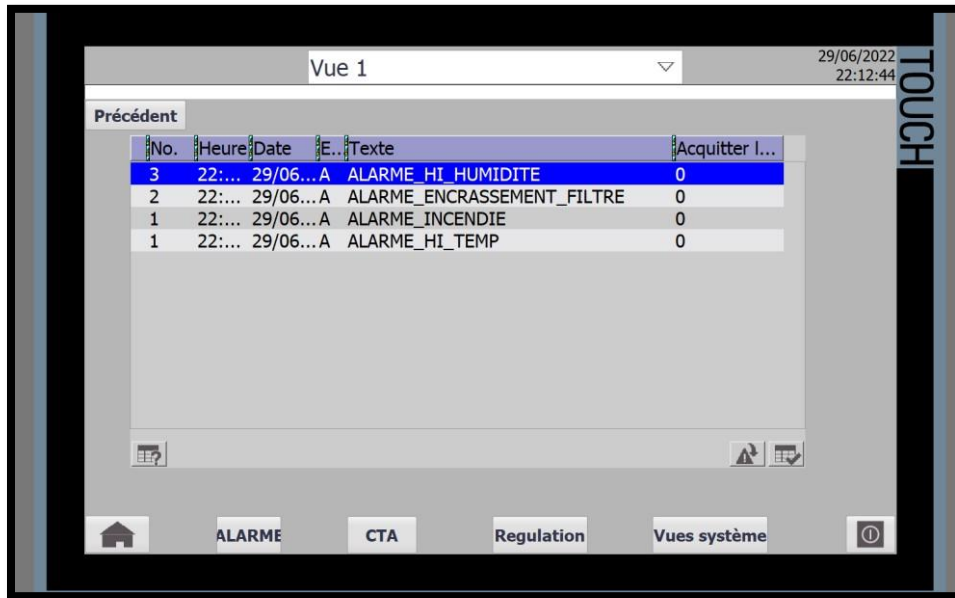 Vue 1
29/06/2022
22:12:44
TOUCH
Précédent
No. Heure Date E.. Texte Acquitter l...
3 22:... 29/06... A ALARME_HI_HUMIDITE 0
2 22:... 29/06... A ALARME_ENCRASSEMENT_FILTRE 0
1 22:... 29/06... A ALARME_INCENDIE 0
1 22:... 29/06... A ALARME_HI_TEMP 0
ALARME CTA Regulation Vues système